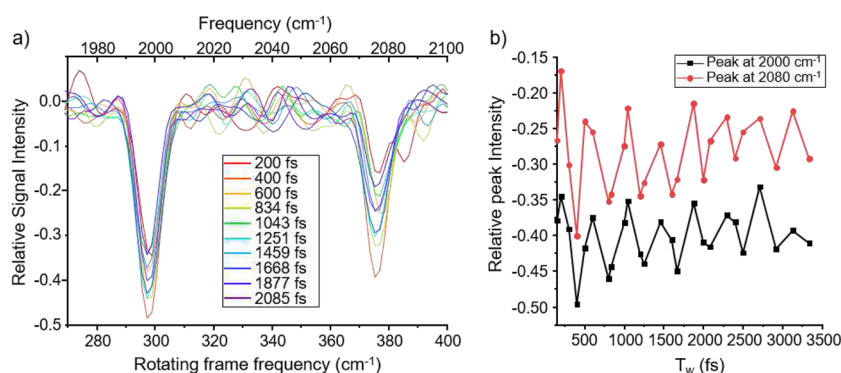 a)
Frequency (cm-1)
1980 2000 2020 2040 2060 2080 2100
0.0
-0.1
-0.2
-0.3
-0.4
-0.5
Relative Signal Intensity
200 fs
400 fs
600 fs
834 fs
1043 fs
1251 fs
1459 fs
1668 fs
1877 fs
2085 fs
280 300 320 340 360 380 400
Rotating frame frequency (cm-1)
b)
Peak at 2000 cm-1
Peak at 2080 cm-1
-0.15
-0.20
-0.25
-0.30
-0.35
-0.40
-0.45
-0.50
Relative peak Intensity
500 1000 1500 2000 2500 3000 3500
Tw (fs)